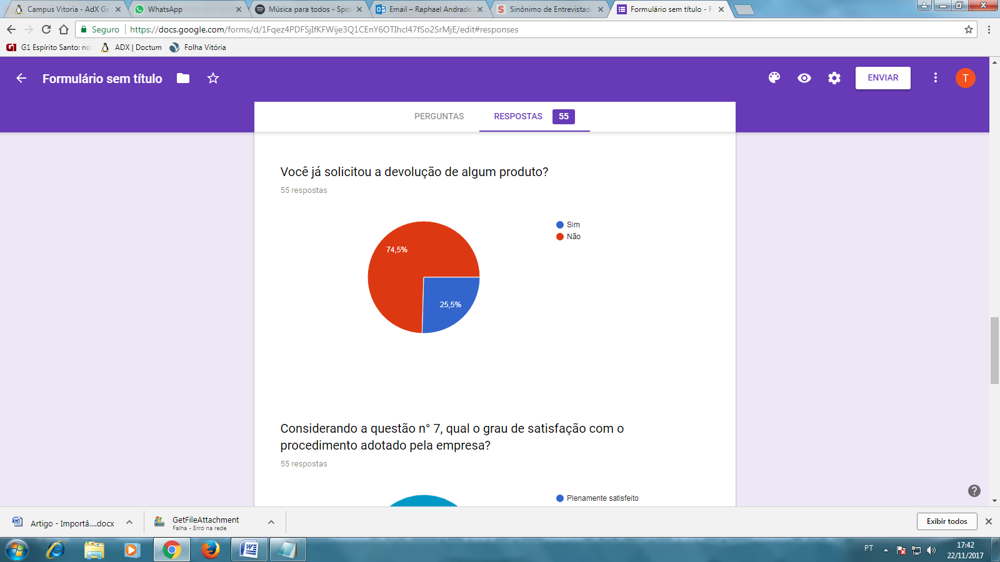 Campus Vitoria - AdX Ge
WhatsApp
Música para todos - Spo
Email – Raphael Andrade
Sinônimo de Entrevistad
Formulário sem título - F
Seguro
https://docs.google.com/forms/d/1Fqez4PDFSjIfKFWije3Q1CEnY6OTIhcl47fSo2SrMjE/edit#responses
G1 Espírito Santo: no
ADX | Doctum
Folha Vitória
Formulário sem título
ENVIAR
T
PERGUNTAS
RESPOSTAS 55
Você já solicitou a devolução de algum produto?
55 respostas
Sim
Não
74,5%
25,5%
Considerando a questão n° 7, qual o grau de satisfação com o
procedimento adotado pela empresa?
55 respostas
Plenamente satisfeito
Artigo - Importâ....docx
GetFileAttachment
Falha - Erro na rede
Exibir todos
PT
17:42
22/11/2017